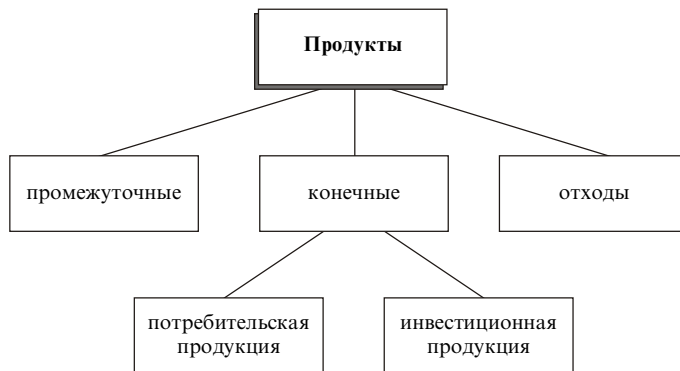 Продукты
промежуточные
конечные
отходы
потребительская
продукция
инвестиционная
продукция